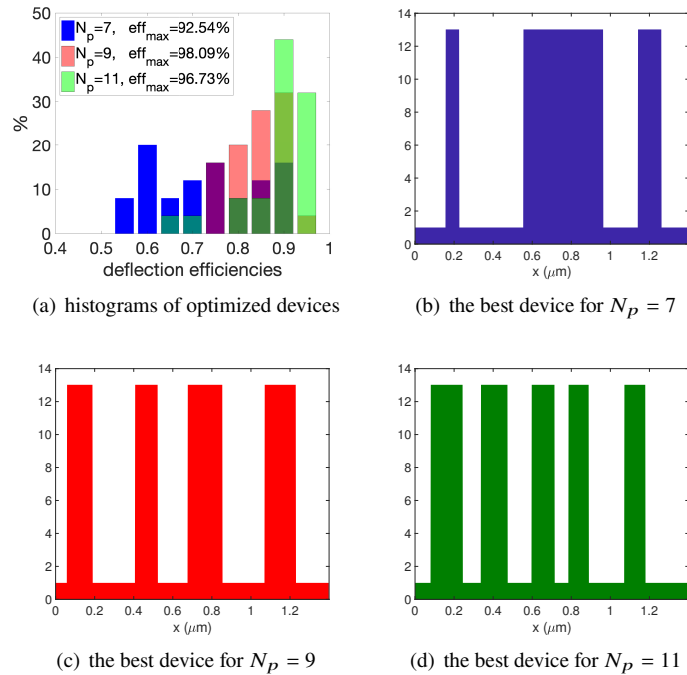 N_p=7, eff_max=92.54%
N_p=9, eff_max=98.09%
N_p=11, eff_max=96.73%
50
40
30
20
10
0
%
0.4 0.5 0.6 0.7 0.8 0.9 1
deflection efficiencies
(a) histograms of optimized devices
14
12
10
8
6
4
2
0
0 0.2 0.4 0.6 0.8 1 1.2
x (μm)
(b) the best device for N_p = 7
14
12
10
8
6
4
2
0
0 0.2 0.4 0.6 0.8 1 1.2
x (μm)
(c) the best device for N_p = 9
14
12
10
8
6
4
2
0
0 0.2 0.4 0.6 0.8 1 1.2
x (μm)
(d) the best device for N_p = 11